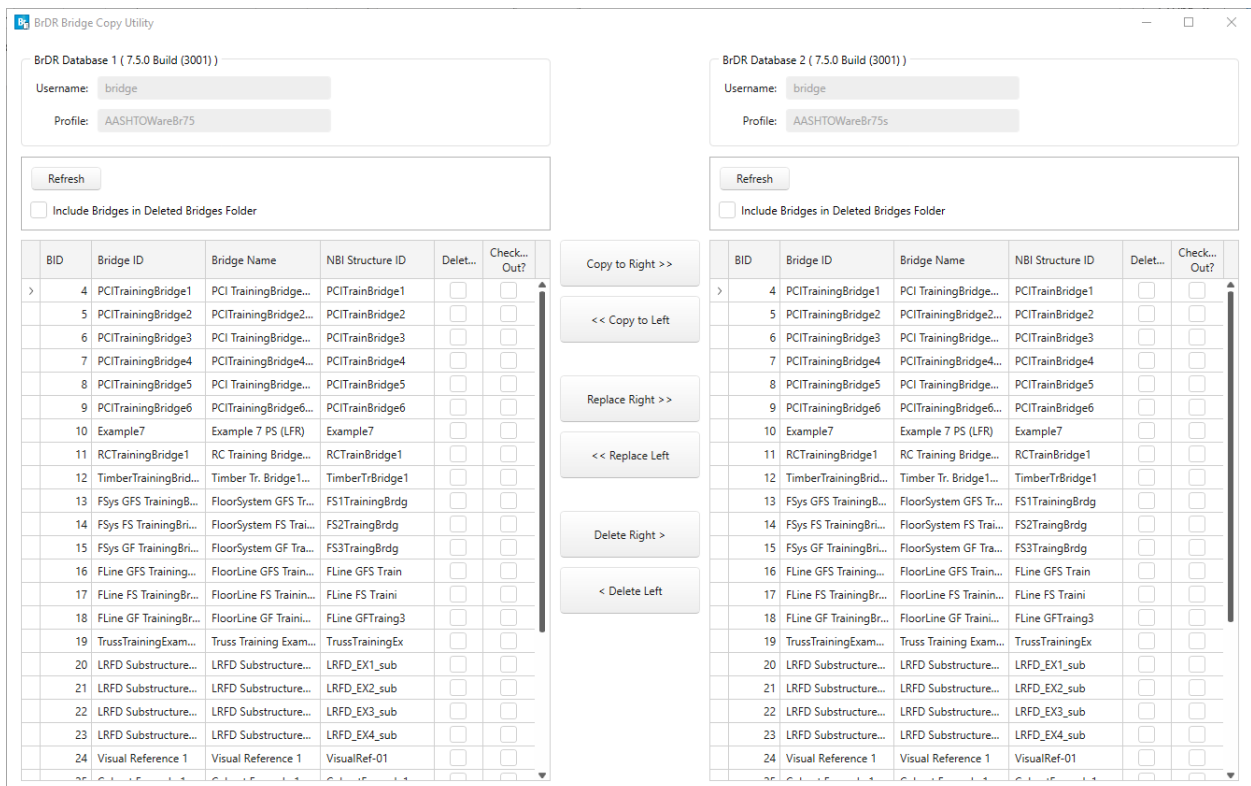 BrDR Bridge Copy Utility
BrDR Database 1 ( 7.5.0 Build (3001) )
Username: bridge
Profile: AASHTOWareBr75
Refresh
Include Bridges in Deleted Bridges Folder
BID Bridge ID Bridge Name NBI Structure ID Delet... Check... Out?
4 PCITrainingBridge1 PCI TrainingBridge... PCITrainBridge1
5 PCITrainingBridge2 PCITrainingBridge2... PCITrainBridge2
6 PCITrainingBridge3 PCI TrainingBridge... PCITrainBridge3
7 PCITrainingBridge4 PCITrainingBridge4... PCITrainBridge4
8 PCITrainingBridge5 PCI TrainingBridge... PCITrainBridge5
9 PCITrainingBridge6 PCITrainingBridge6... PCITrainBridge6
10 Example7 Example 7 PS (LFR) Example7
11 RCTrainingBridge1 RC Training Bridge... RCTrainBridge1
12 TimberTrainingBrid... Timber Tr. Bridge1... TimberTrBridge1
13 FSys GFS TrainingB... FloorSystem GFS Tr... FS1TrainingBrdg
14 FSys FS TrainingBri... FloorSystem FS Trai... FS2TraingBrdg
15 FSys GF TrainingBri... FloorSystem GF Tra... FS3TraingBrdg
16 FLine GFS Training... FloorLine GFS Train... FLine GFS Train
17 FLine FS TrainingBr... FloorLine FS Trainin... FLine FS Traini
18 FLine GF TrainingBr... FloorLine GF Traini... FLine GFTraing3
19 TrussTrainingExam... Truss Training Exam... TrussTrainingEx
20 LRFD Substructure... LRFD Substructure... LRFD_EX1_sub
21 LRFD Substructure... LRFD Substructure... LRFD_EX2_sub
22 LRFD Substructure... LRFD Substructure... LRFD_EX3_sub
23 LRFD Substructure... LRFD Substructure... LRFD_EX4_sub
24 Visual Reference 1 Visual Reference 1 VisualRef-01
Copy to Right >>
<< Copy to Left
Replace Right >>
<< Replace Left
Delete Right >
< Delete Left
BrDR Database 2 ( 7.5.0 Build (3001) )
Username: bridge
Profile: AASHTOWareBr75s
Refresh
Include Bridges in Deleted Bridges Folder
BID Bridge ID Bridge Name NBI Structure ID Delet... Check... Out?
4 PCITrainingBridge1 PCI TrainingBridge... PCITrainBridge1
5 PCITrainingBridge2 PCITrainingBridge2... PCITrainBridge2
6 PCITrainingBridge3 PCI TrainingBridge... PCITrainBridge3
7 PCITrainingBridge4 PCITrainingBridge4... PCITrainBridge4
8 PCITrainingBridge5 PCI TrainingBridge... PCITrainBridge5
9 PCITrainingBridge6 PCITrainingBridge6... PCITrainBridge6
10 Example7 Example 7 PS (LFR) Example7
11 RCTrainingBridge1 RC Training Bridge... RCTrainBridge1
12 TimberTrainingBrid... Timber Tr. Bridge1... TimberTrBridge1
13 FSys GFS TrainingB... FloorSystem GFS Tr... FS1TrainingBrdg
14 FSys FS TrainingBri... FloorSystem FS Trai... FS2TraingBrdg
15 FSys GF TrainingBri... FloorSystem GF Tra... FS3TraingBrdg
16 FLine GFS Training... FloorLine GFS Train... FLine GFS Train
17 FLine FS TrainingBr... FloorLine FS Trainin... FLine FS Traini
18 FLine GF TrainingBr... FloorLine GF Traini... FLine GFTraing3
19 TrussTrainingExam... Truss Training Exam... TrussTrainingEx
20 LRFD Substructure... LRFD Substructure... LRFD_EX1_sub
21 LRFD Substructure... LRFD Substructure... LRFD_EX2_sub
22 LRFD Substructure... LRFD Substructure... LRFD_EX3_sub
23 LRFD Substructure... LRFD Substructure... LRFD_EX4_sub
24 Visual Reference 1 Visual Reference 1 VisualRef-01